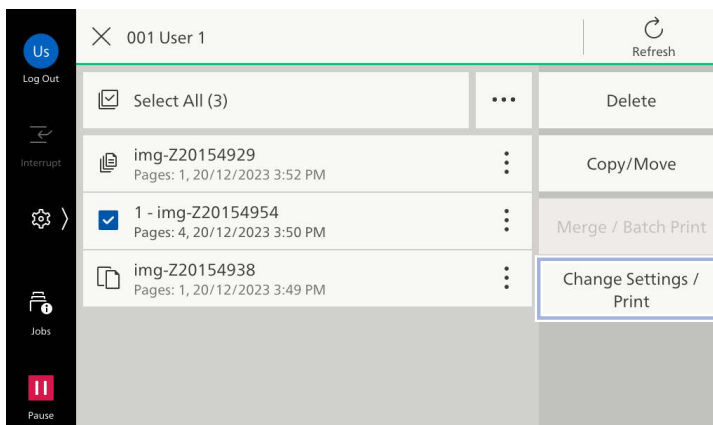 Us
Log Out
Interrupt
Jobs
Pause
001 User 1
Refresh
Select All (3)
img-Z20154929
Pages: 1, 20/12/2023 3:52 PM
1 - img-Z20154954
Pages: 4, 20/12/2023 3:50 PM
img-Z20154938
Pages: 1, 20/12/2023 3:49 PM
Delete
Copy/Move
Merge / Batch Print
Change Settings /
Print